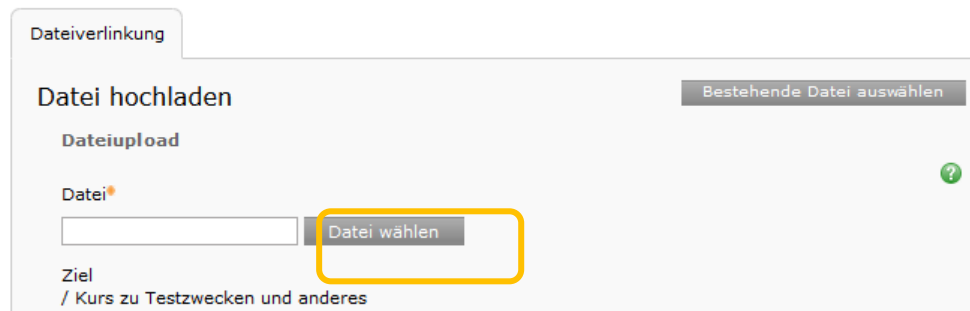 Dateiverlinkung
Datei hochladen
Bestehende Datei auswählen
Dateiupload
?
Datei*
Datei wählen
Ziel
/ Kurs zu Testzwecken und anderes